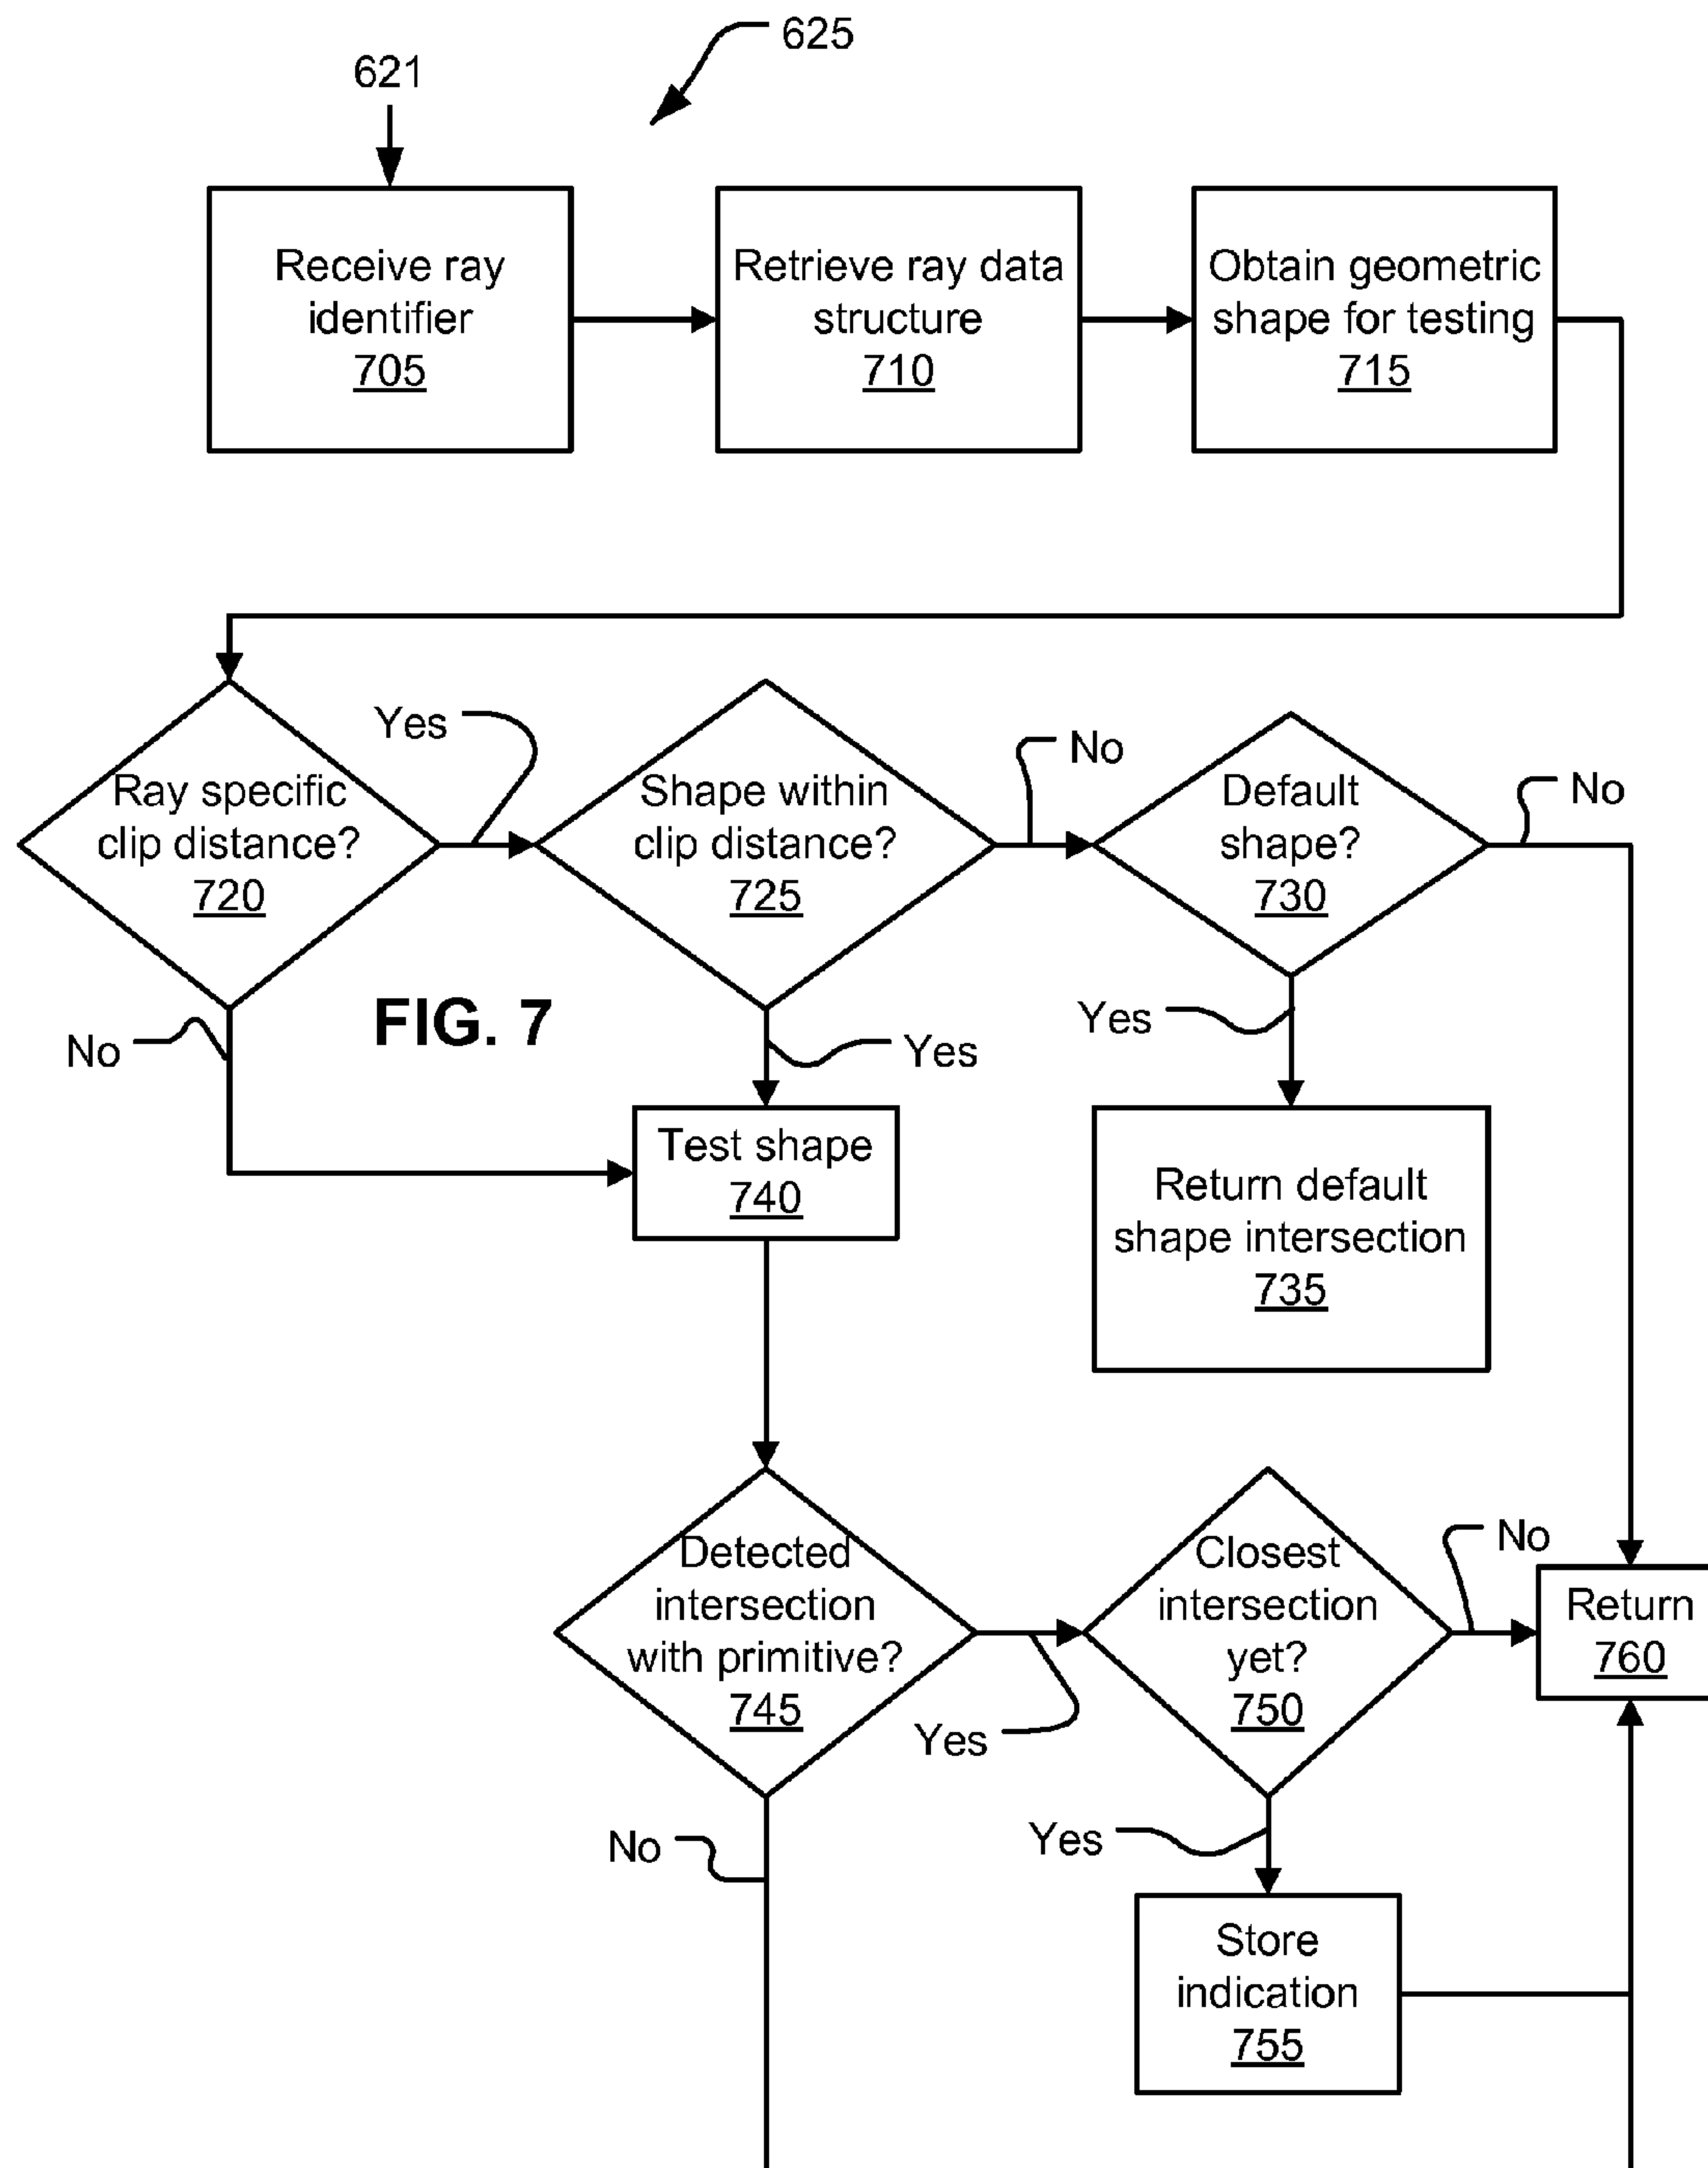 625
621
Receive ray
identifier
705
Retrieve ray data
structure
710
Obtain geometric
shape for testing
715
Ray specific
clip distance?
720
Yes
Shape within
clip distance?
725
No
Default
shape?
730
No
No
FIG. 7
Yes
Yes
Test shape
740
Return default
shape intersection
735
Detected
intersection
with primitive?
745
Yes
Closest
intersection
yet?
750
No
Return
760
No
Yes
Store
indication
755